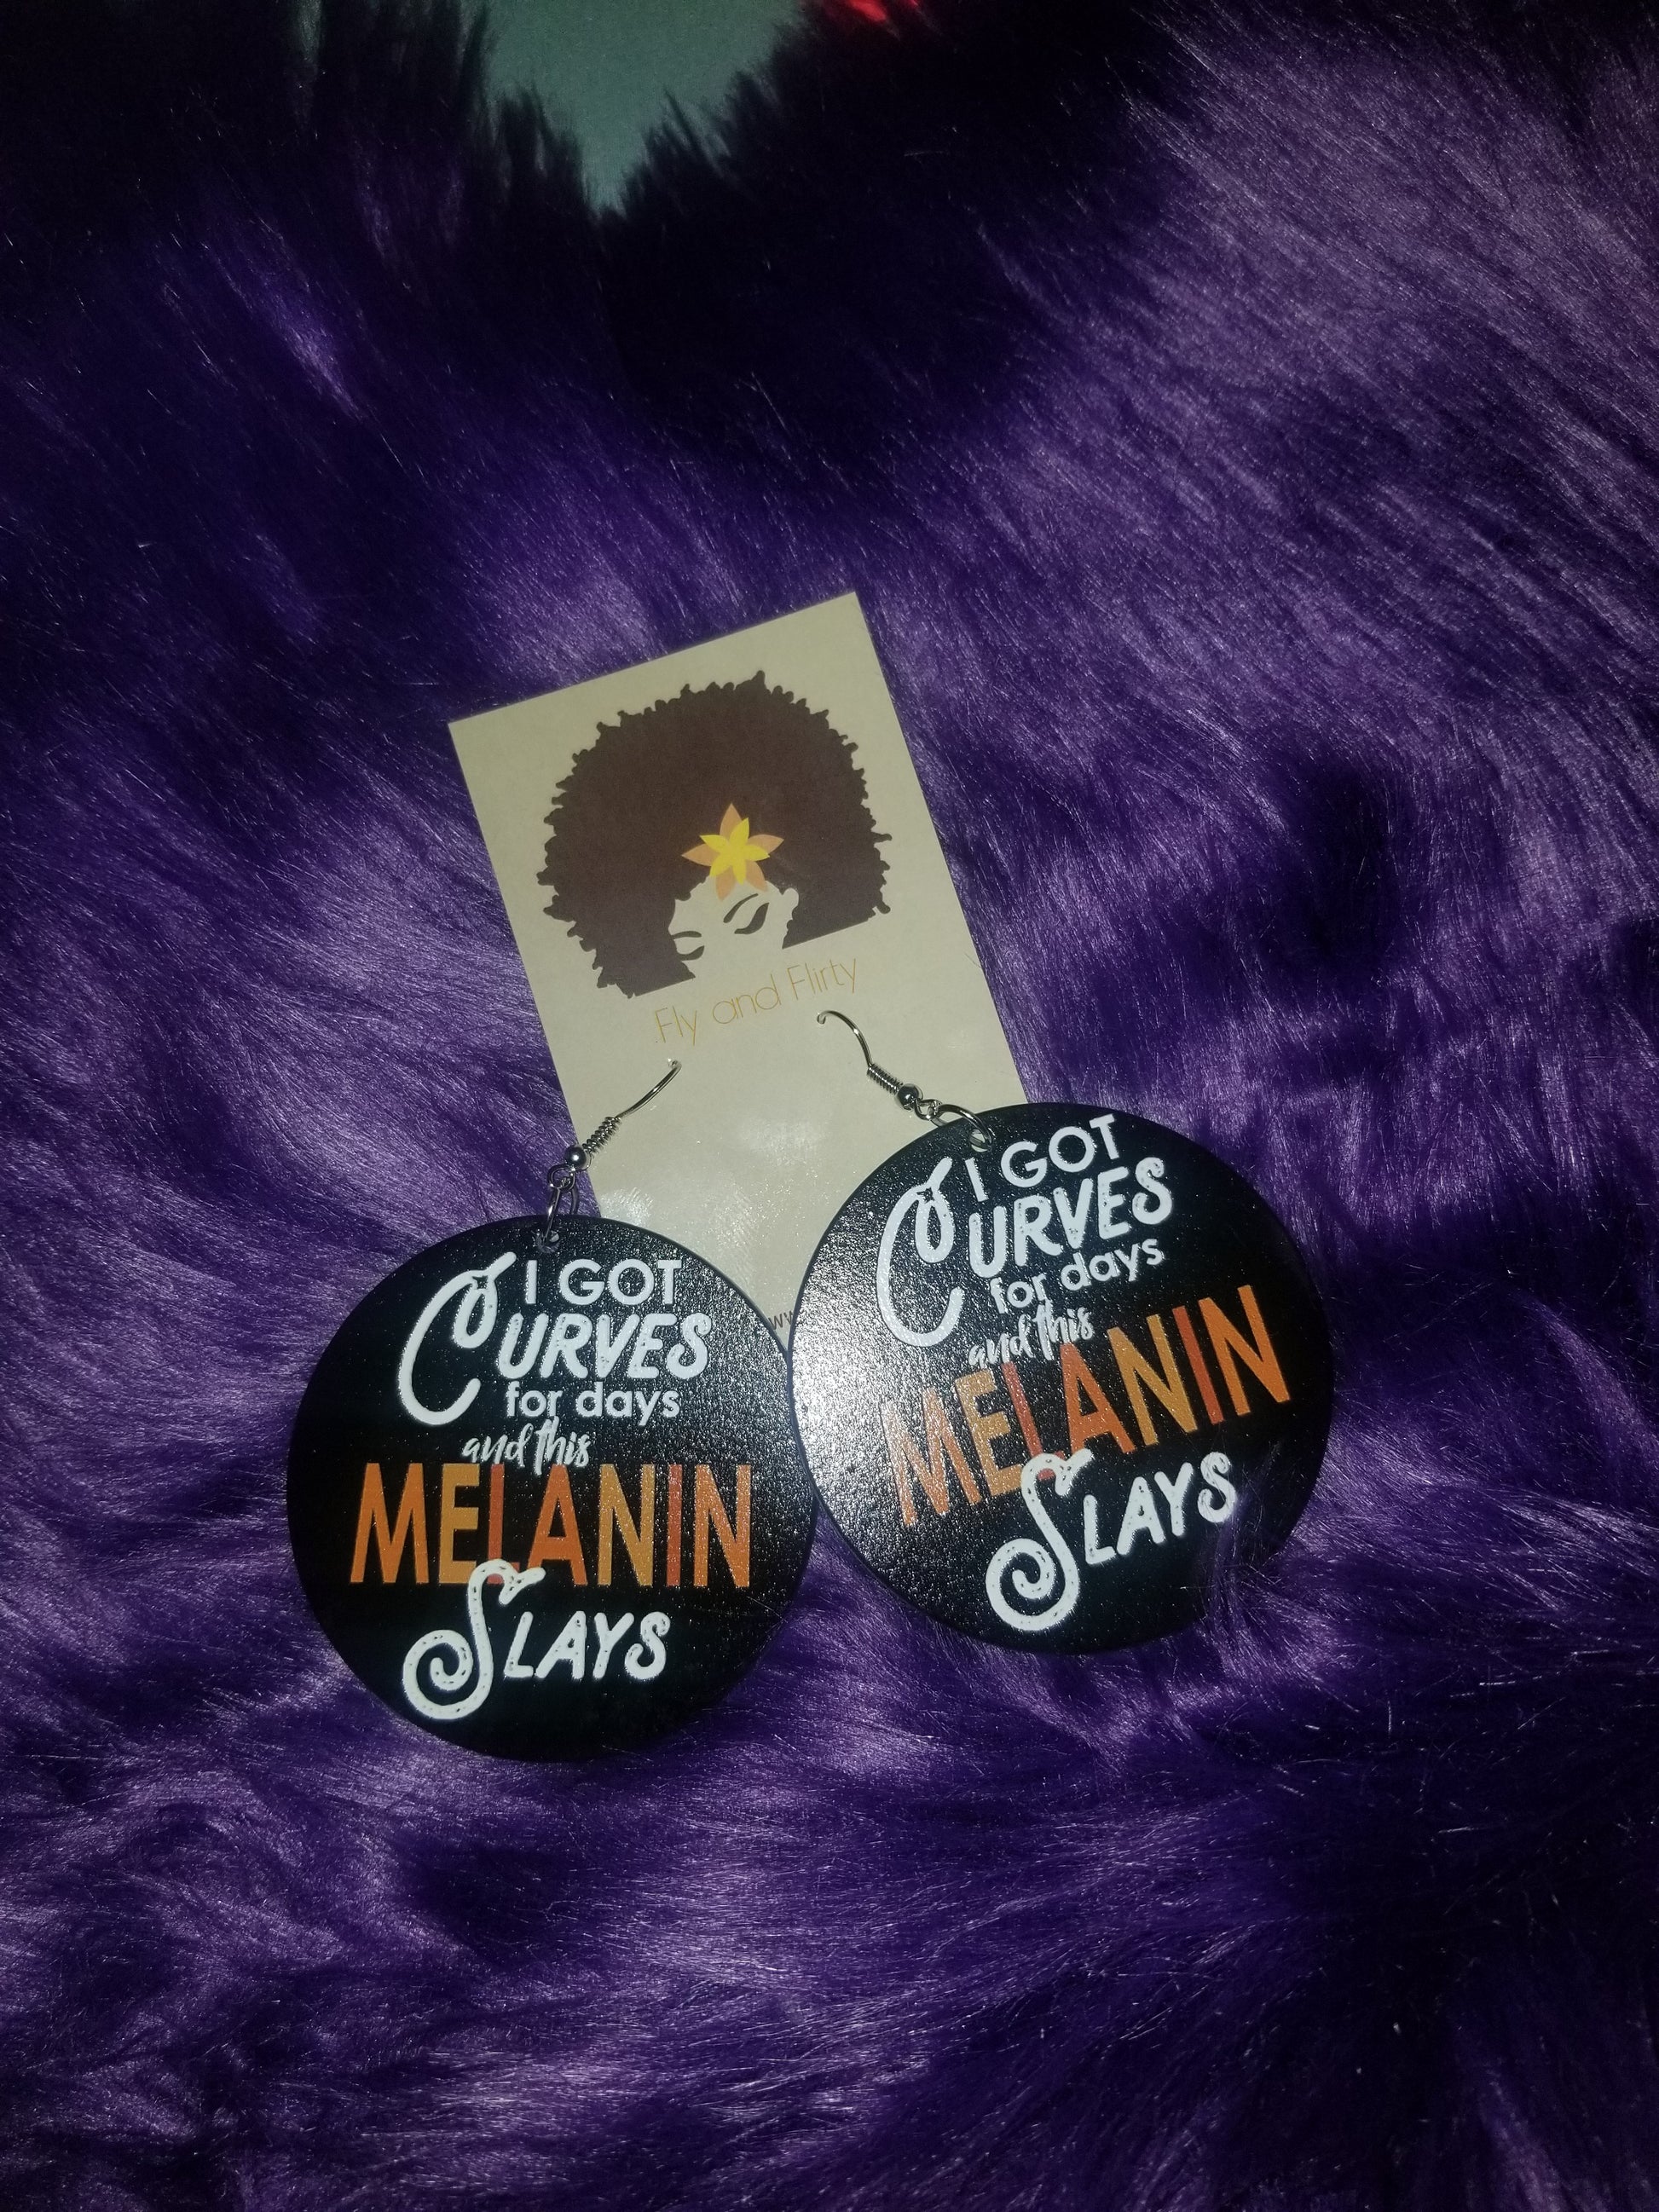 Fly and Flirty
I GOT
CURVES
for days
and this
MELANIN
SLAYS
I GOT
CURVES
for days
and this
MELANIN
SLAYS